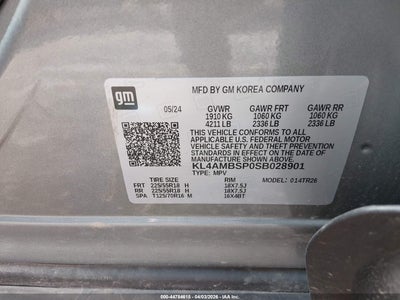 gm
MFD BY GM KOREA COMPANY
05/24 GVWR GAWR FRT GAWR RR
1910 KG 1060 KG 1060 KG
4211 LB 2336 LB 2336 LB
THIS VEHICLE CONFORMS TO ALL
APPLICABLE U.S. FEDERAL MOTOR
VEHICLE SAFETY AND THEFT PREVENTION
STANDARDS IN EFFECT ON THE DATE OF
MANUFACTURE SHOWN ABOVE.
KL4AMBSP0SB028901
TYPE: MPV MODEL: 014TR26
TIRE SIZE RIM
FRT 225/55R18 H 18X7.5J
RR 225/55R18 H 18X7.5J
SPA T125/70R16 M 16X4BT
000 - 44784615 - 04/03/2026 - IAA Inc.